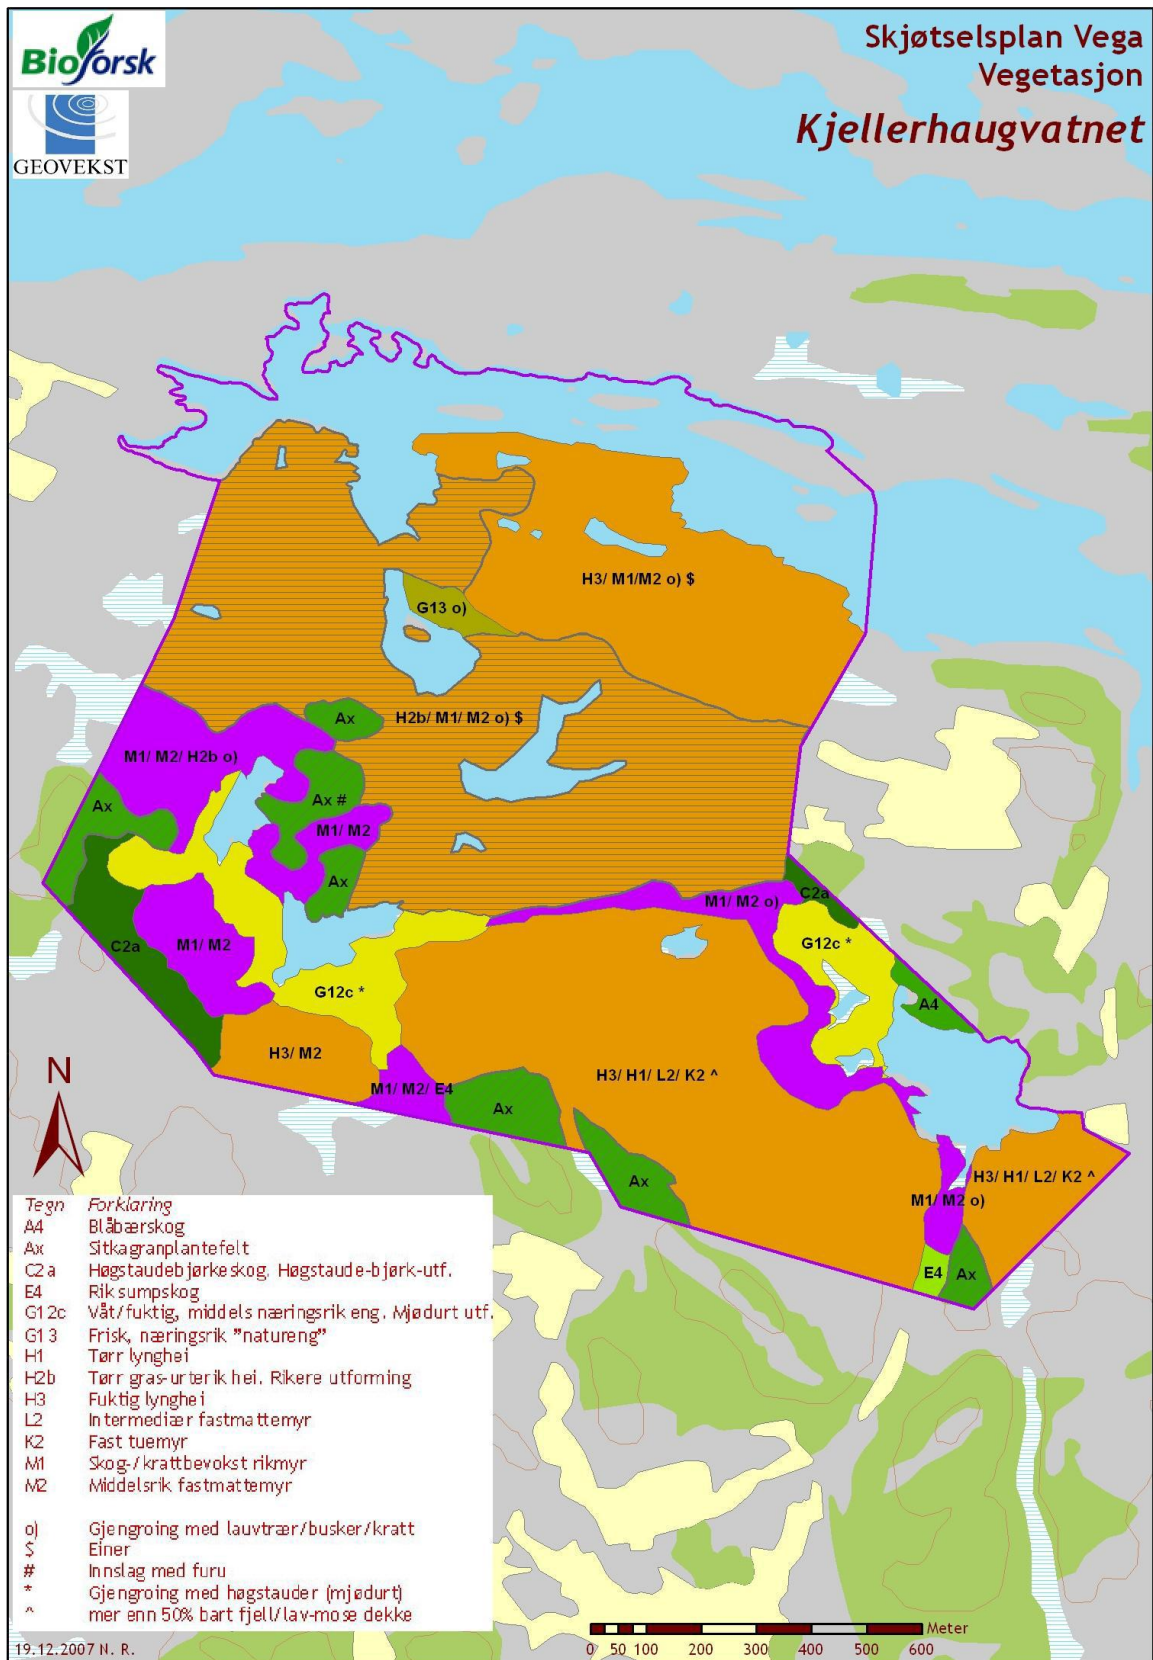 Bioforsk
GEOVEKST
Skjøtselsplan Vega
Vegetasjon
Kjellerhaugvatnet
H3/ M1/M2 o) $
G13 o)
Ax
H2b/ M1/ M2 o) $
M1/ M2/ H2b o)
Ax
Ax #
M1/ M2
Ax
C2a
M1/ M2 o)
C2a
M1/ M2
G12c *
G12c *
A4
H3/ M2
M1/ M2/ E4
H3/ H1/ L2/ K2 ^
Ax
Ax
H3/ H1/ L2/ K2 ^
M1/ M2 o)
E4
Ax
N
Tegn Forklaring
A4 Blåbærskog
Ax Sitkagranplantefelt
C2a Høgstaudebjørkeskog. Høgstaude-bjørk-utf.
E4 Rik sumpskog
G12c Våt/fuktig, middels næringsrik eng. Mjødurt utf.
G13 Frisk, næringsrik "natureng"
H1 Tørr lynghei
H2b Tørr gras-urterik hei. Rikere utforming
H3 Fuktig lynghei
L2 Intermediær fastmattemyr
K2 Fast tuemyr
M1 Skog-/krattbevokst rikmyr
M2 Middelsrik fastmattemyr
o) Gjengroing med lauvtrær/busker/kratt
$ Einer
# Innslag med furu
* Gjengroing med høgstauder (mjødurt)
^ mer enn 50% bart fjell/lav-mose dekke
19.12.2007 N. R.
Meter
0 50 100 200 300 400 500 600